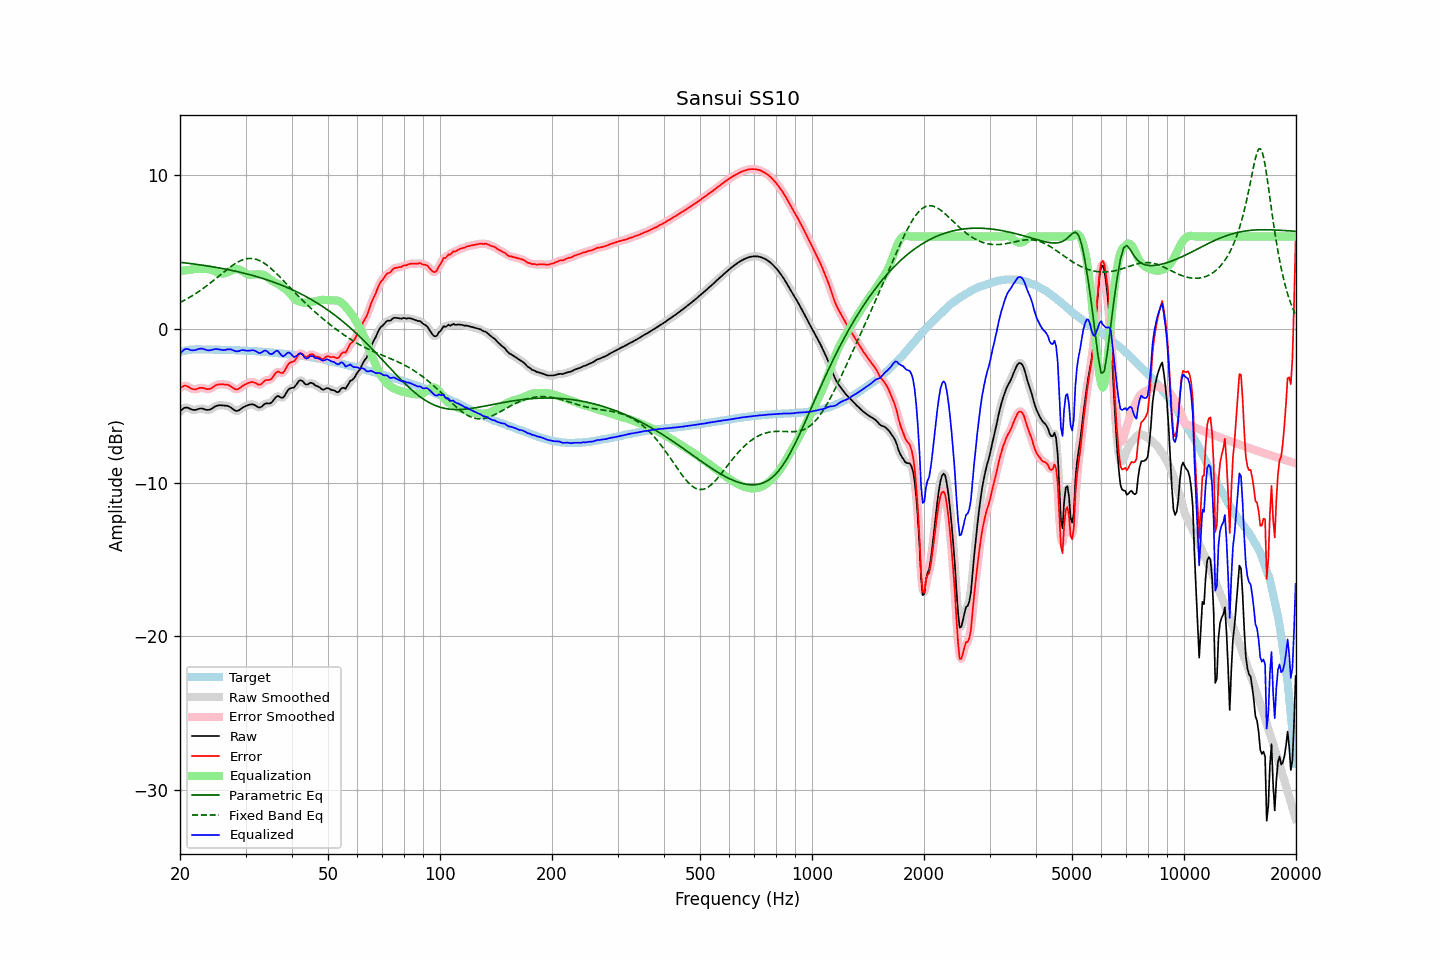 Sansui SS10
Amplitude (dBr)
10
0
−10
−20
−30
Target
Raw Smoothed
Error Smoothed
Raw
Error
Equalization
Parametric Eq
Fixed Band Eq
Equalized
20 50 100 200 500 1000 2000 5000 10000 20000
Frequency (Hz)